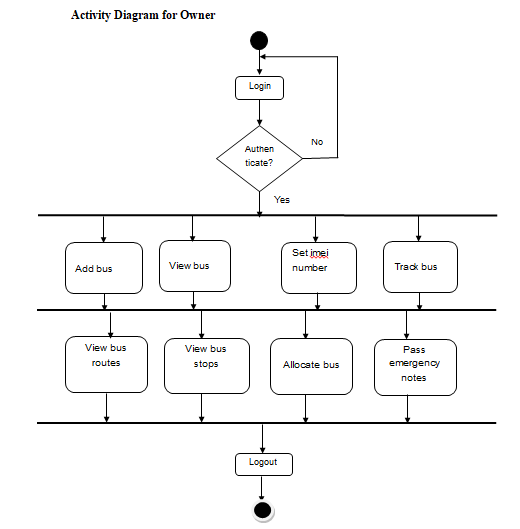 Activity Diagram for Owner
Login
No
Authen
ticate?
Yes
Add bus
View bus
Set imei
number
Track bus
View bus
routes
View bus
stops
Allocate bus
Pass
emergency
notes
Logout